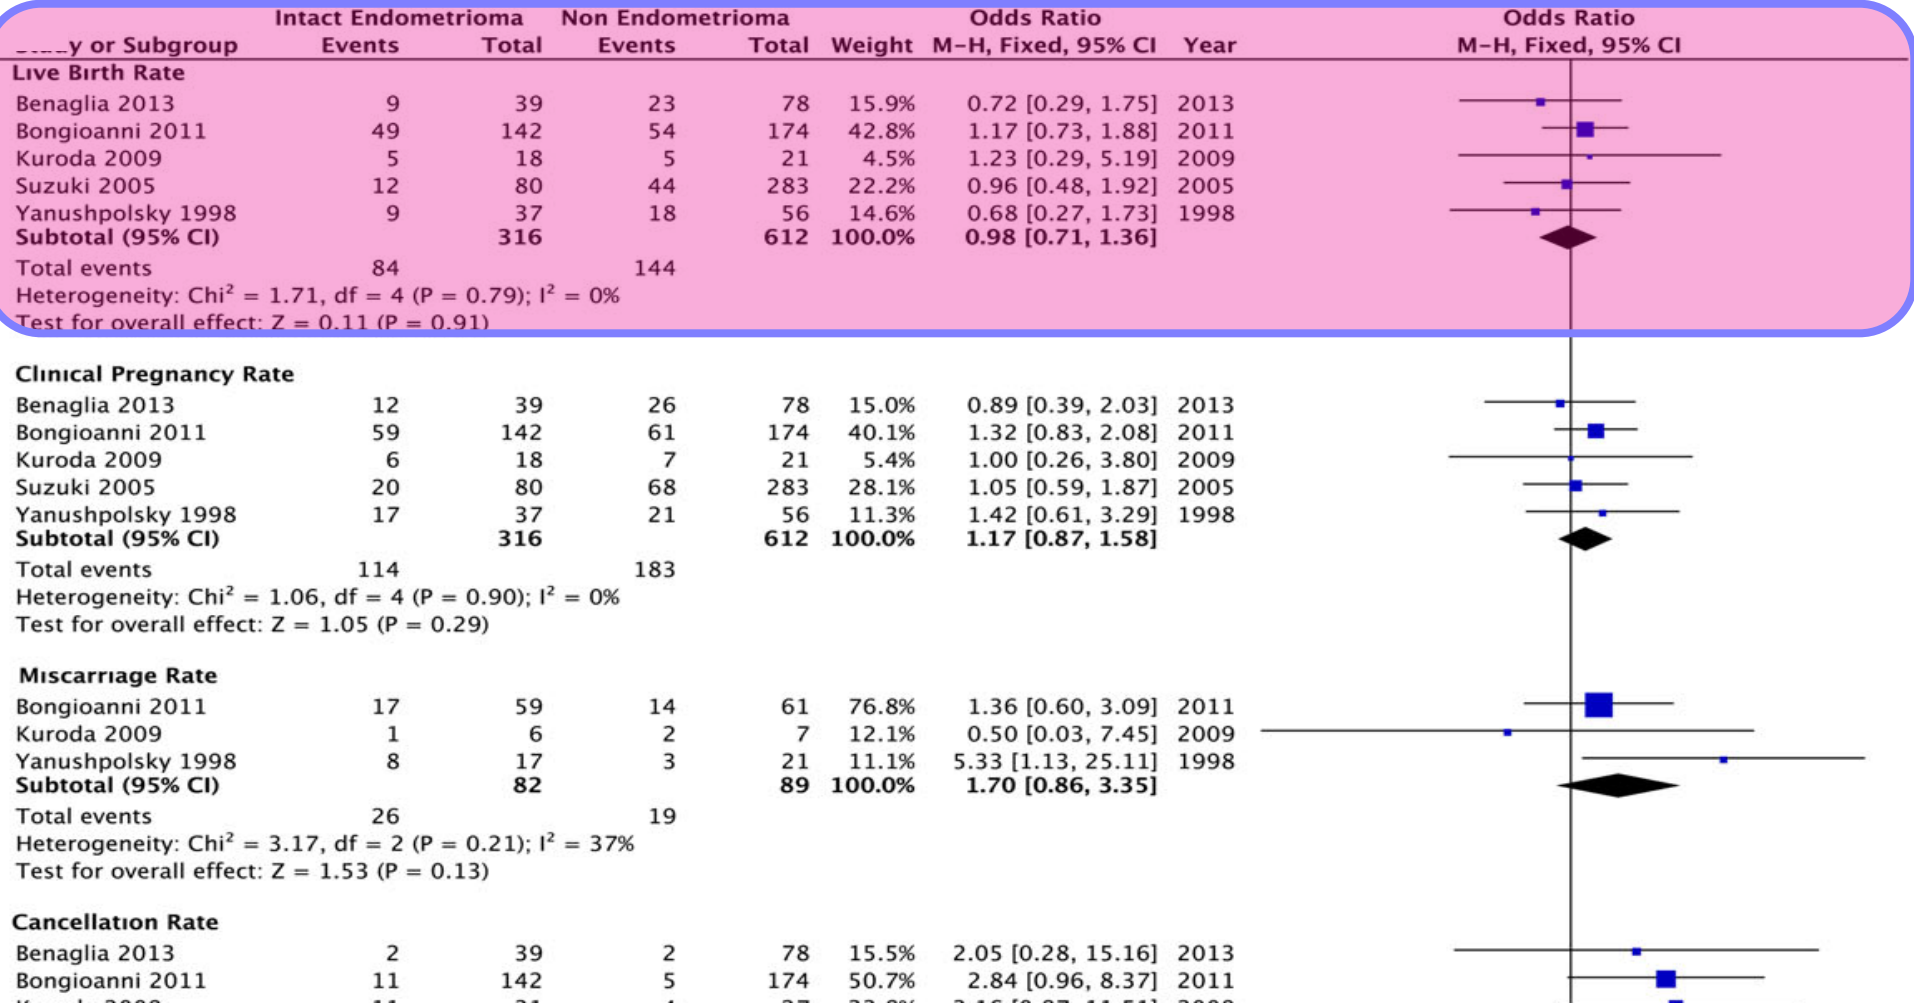 Intact Endometrioma Non Endometrioma Odds Ratio Odds Ratio
Study or Subgroup Events Total Events Total Weight M-H, Fixed, 95% CI Year M-H, Fixed, 95% CI
Live Birth Rate
Benaglia 2013 9 39 23 78 15.9% 0.72 [0.29, 1.75] 2013
Bongioanni 2011 49 142 54 174 42.8% 1.17 [0.73, 1.88] 2011
Kuroda 2009 5 18 5 21 4.5% 1.23 [0.29, 5.19] 2009
Suzuki 2005 12 80 44 283 22.2% 0.96 [0.48, 1.92] 2005
Yanushpolsky 1998 9 37 18 56 14.6% 0.68 [0.27, 1.73] 1998
Subtotal (95% CI) 316 612 100.0% 0.98 [0.71, 1.36]
Total events 84 144
Heterogeneity: Chi² = 1.71, df = 4 (P = 0.79); I² = 0%
Test for overall effect: Z = 0.11 (P = 0.91)
Clinical Pregnancy Rate
Benaglia 2013 12 39 26 78 15.0% 0.89 [0.39, 2.03] 2013
Bongioanni 2011 59 142 61 174 40.1% 1.32 [0.83, 2.08] 2011
Kuroda 2009 6 18 7 21 5.4% 1.00 [0.26, 3.80] 2009
Suzuki 2005 20 80 68 283 28.1% 1.05 [0.59, 1.87] 2005
Yanushpolsky 1998 17 37 21 56 11.3% 1.42 [0.61, 3.29] 1998
Subtotal (95% CI) 316 612 100.0% 1.17 [0.87, 1.58]
Total events 114 183
Heterogeneity: Chi² = 1.06, df = 4 (P = 0.90); I² = 0%
Test for overall effect: Z = 1.05 (P = 0.29)
Miscarriage Rate
Bongioanni 2011 17 59 14 61 76.8% 1.36 [0.60, 3.09] 2011
Kuroda 2009 1 6 2 7 12.1% 0.50 [0.03, 7.45] 2009
Yanushpolsky 1998 8 17 3 21 11.1% 5.33 [1.13, 25.11] 1998
Subtotal (95% CI) 82 89 100.0% 1.70 [0.86, 3.35]
Total events 26 19
Heterogeneity: Chi² = 3.17, df = 2 (P = 0.21); I² = 37%
Test for overall effect: Z = 1.53 (P = 0.13)
Cancellation Rate
Benaglia 2013 2 39 2 78 15.5% 2.05 [0.28, 15.16] 2013
Bongioanni 2011 11 142 5 174 50.7% 2.84 [0.96, 8.37] 2011